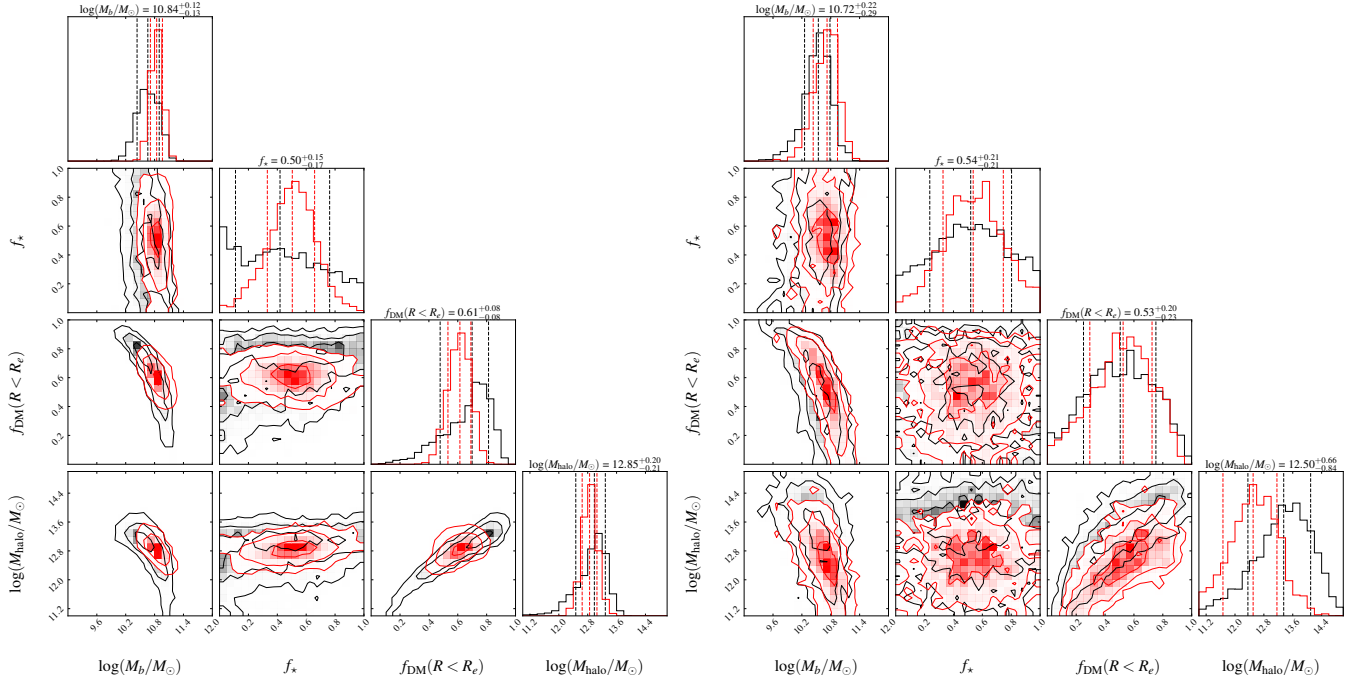 log(M_b/M_⊙) = 10.84^{+0.12}_{-0.13}
f_⋆ = 0.50^{+0.15}_{-0.17}
1.0
0.8
0.6
0.4
0.2
f_⋆
f_DM(R < R_e) = 0.61^{+0.08}_{-0.08}
1.0
0.8
0.6
0.4
0.2
f_DM(R < R_e)
log(M_halo/M_⊙) = 12.85^{+0.20}_{-0.21}
14.4
13.6
12.8
12.0
11.2
log(M_halo/M_⊙)
9.6 10.2 10.8 11.4 12.0
0.2 0.4 0.6 0.8 1.0
0.2 0.4 0.6 0.8 1.0
11.2 12.0 12.8 13.6 14.4
log(M_b/M_⊙) f_⋆ f_DM(R < R_e) log(M_halo/M_⊙)
log(M_b/M_⊙) = 10.72^{+0.22}_{-0.29}
f_⋆ = 0.54^{+0.21}_{-0.21}
1.0
0.8
0.6
0.4
0.2
f_⋆
f_DM(R < R_e) = 0.53^{+0.20}_{-0.23}
1.0
0.8
0.6
0.4
0.2
f_DM(R < R_e)
log(M_halo/M_⊙) = 12.50^{+0.66}_{-0.84}
14.4
13.6
12.8
12.0
11.2
log(M_halo/M_⊙)
9.6 10.2 10.8 11.4 12.0
0.2 0.4 0.6 0.8 1.0
0.2 0.4 0.6 0.8 1.0
11.2 12.0 12.8 13.6 14.4
log(M_b/M_⊙) f_⋆ f_DM(R < R_e) log(M_halo/M_⊙)